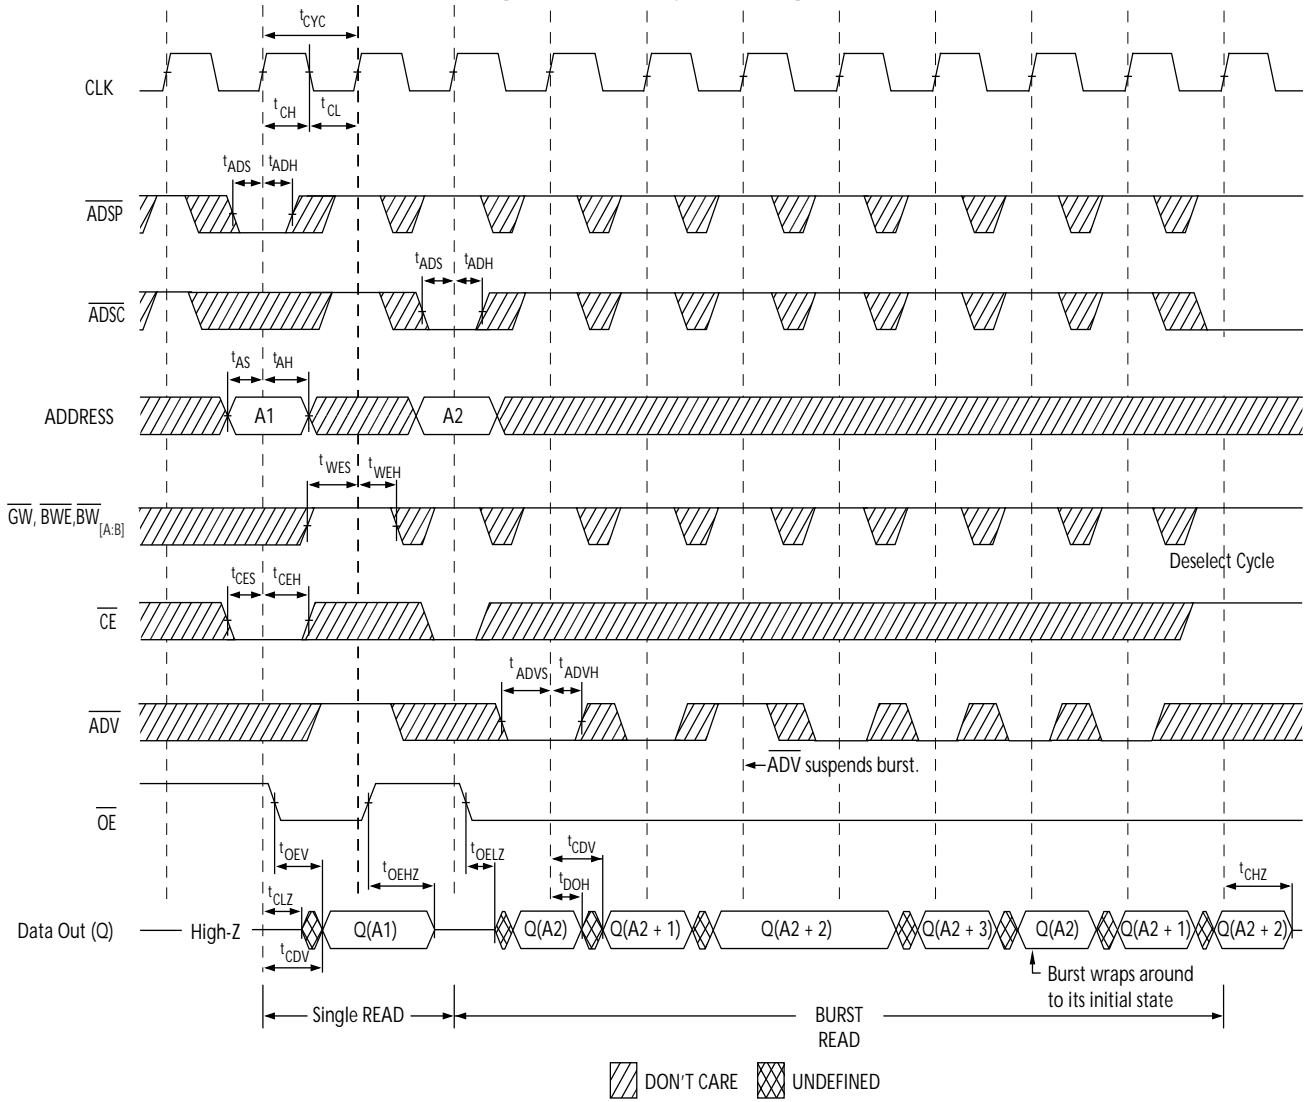 tCYC
CLK
tCH
tCL
tADS
tADH
ADSP
tADS
tADH
ADSC
tAS
tAH
ADDRESS
A1
A2
tWES
tWEH
GW, BWE,BW[A:B]
Deselect Cycle
tCES
tCEH
CE
tADVS
tADVH
ADV
ADV suspends burst.
OE
tOEV
tOEHZ
tOELZ
tCDV
tCLZ
tDOH
tCHZ
Data Out (Q)
High-Z
Q(A1)
Q(A2)
Q(A2 + 1)
Q(A2 + 2)
Q(A2 + 3)
Q(A2)
Q(A2 + 1)
Q(A2 + 2)
tCDV
Burst wraps around
to its initial state
Single READ
BURST
READ
DON'T CARE
UNDEFINED